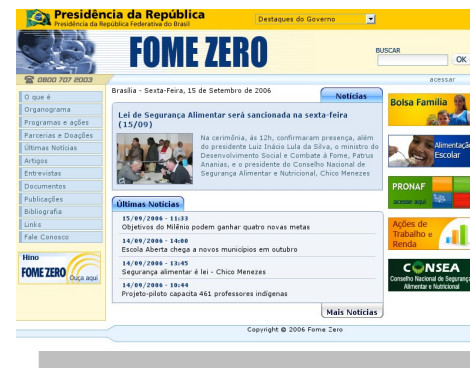 Presidência da República
Presidência da República Federativa do Brasil
Destaques do Governo
FOME ZERO
BUSCAR
OK
0800 707 2003
acessar
Brasília - Sexta-Feira, 15 de Setembro de 2006
Notícias
O que é
Organograma
Programas e ações
Parcerias e Doações
Últimas Notícias
Artigos
Entrevistas
Documentos
Publicações
Bibliografia
Links
Fale Conosco
Hino
FOME ZERO
Ouça aqui
Lei de Segurança Alimentar será sancionada na sexta-feira
(15/09)
Na cerimônia, às 12h, confirmaram presença, além
do presidente Luiz Inácio Lula da Silva, o ministro do
Desenvolvimento Social e Combate à Fome, Patrus
Ananias, e o presidente do Conselho Nacional de
Segurança Alimentar e Nutricional, Chico Menezes
Últimas Notícias
15/09/2006 - 11:33
Objetivos do Milênio podem ganhar quatro novas metas
14/09/2006 - 14:00
Escola Aberta chega a novos municípios em outubro
14/09/2006 - 13:45
Segurança alimentar é lei - Chico Menezes
14/09/2006 - 10:44
Projeto-piloto capacita 461 professores indígenas
Mais Notícias
Bolsa Família
Alimentação
Escolar
PRONAF
acesse aqui
Ações de
Trabalho e
Renda
CONSEA
Conselho Nacional de Segurança
Alimentar e Nutricional
Copyright © 2006 Fome Zero